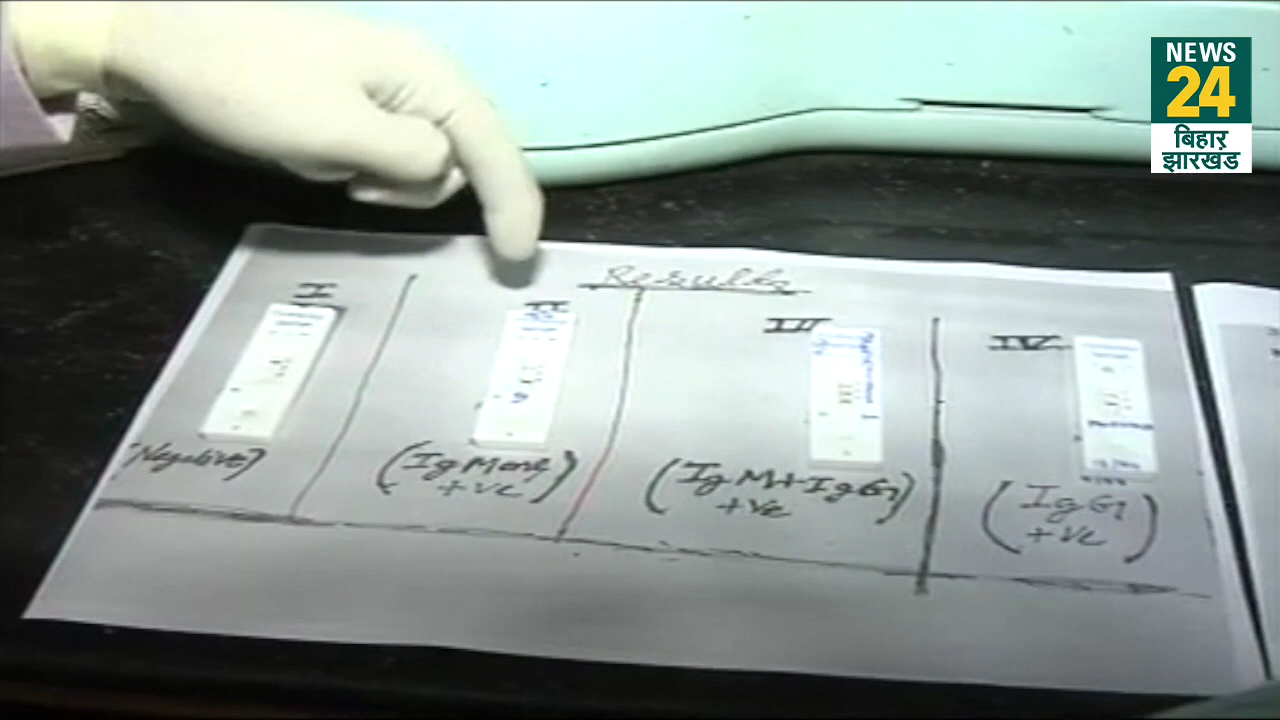 NEWS
24
बिहार
झारखंड
Results
I
II
III
IV
(Negative)
(IgM only
+ve)
(IgM+IgG
+ve)
(IgG
+ve)